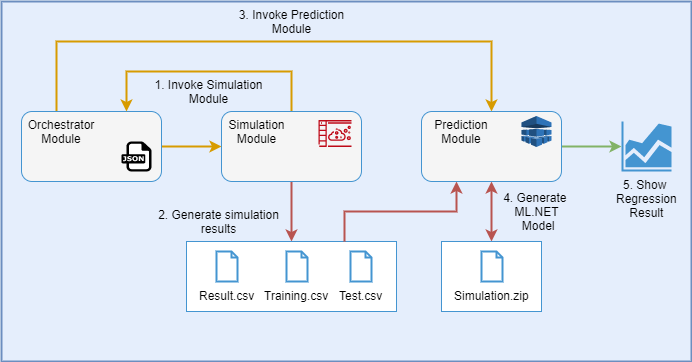 3. Invoke Prediction
Module
1. Invoke Simulation
Module
Orchestrator
Module
JSON
Simulation
Module
Prediction
Module
2. Generate simulation
results
4. Generate
ML.NET
Model
5. Show
Regression
Result
Result.csv
Training.csv
Test.csv
Simulation.zip